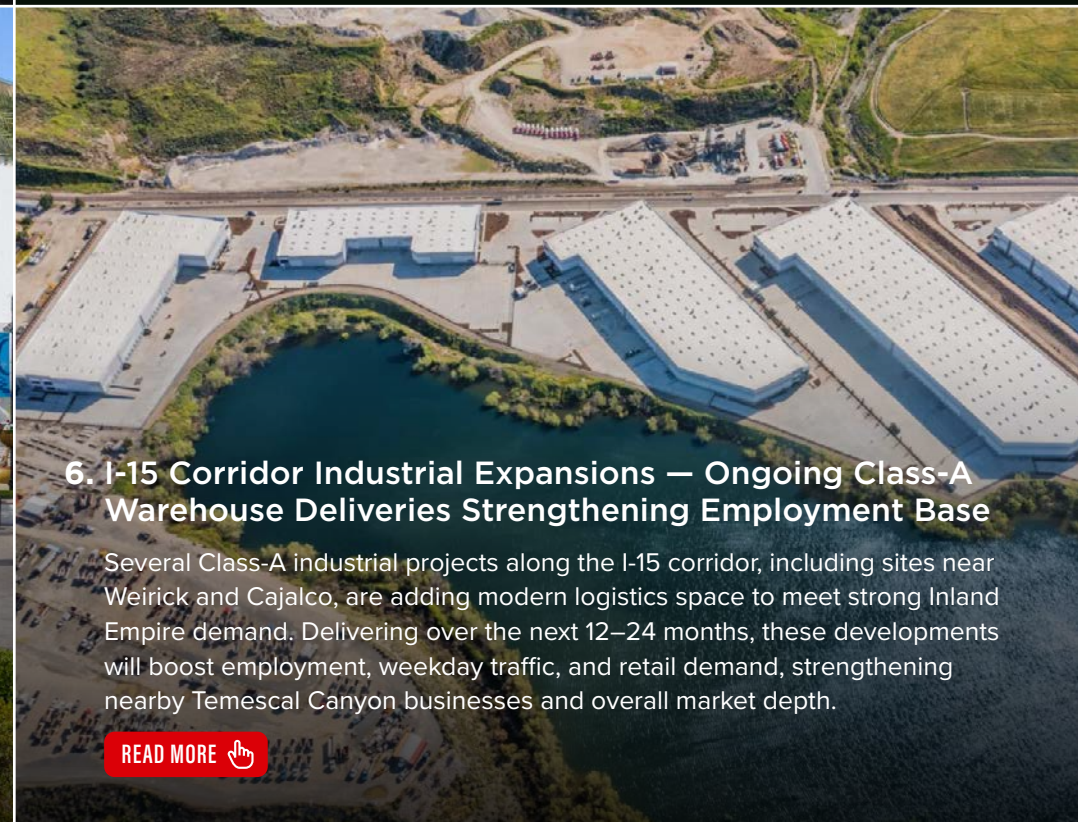 6. I-15 Corridor Industrial Expansions — Ongoing Class-A
Warehouse Deliveries Strengthening Employment Base
Several Class-A industrial projects along the I-15 corridor, including sites near
Weirick and Cajalco, are adding modern logistics space to meet strong Inland
Empire demand. Delivering over the next 12–24 months, these developments
will boost employment, weekday traffic, and retail demand, strengthening
nearby Temescal Canyon businesses and overall market depth.
READ MORE